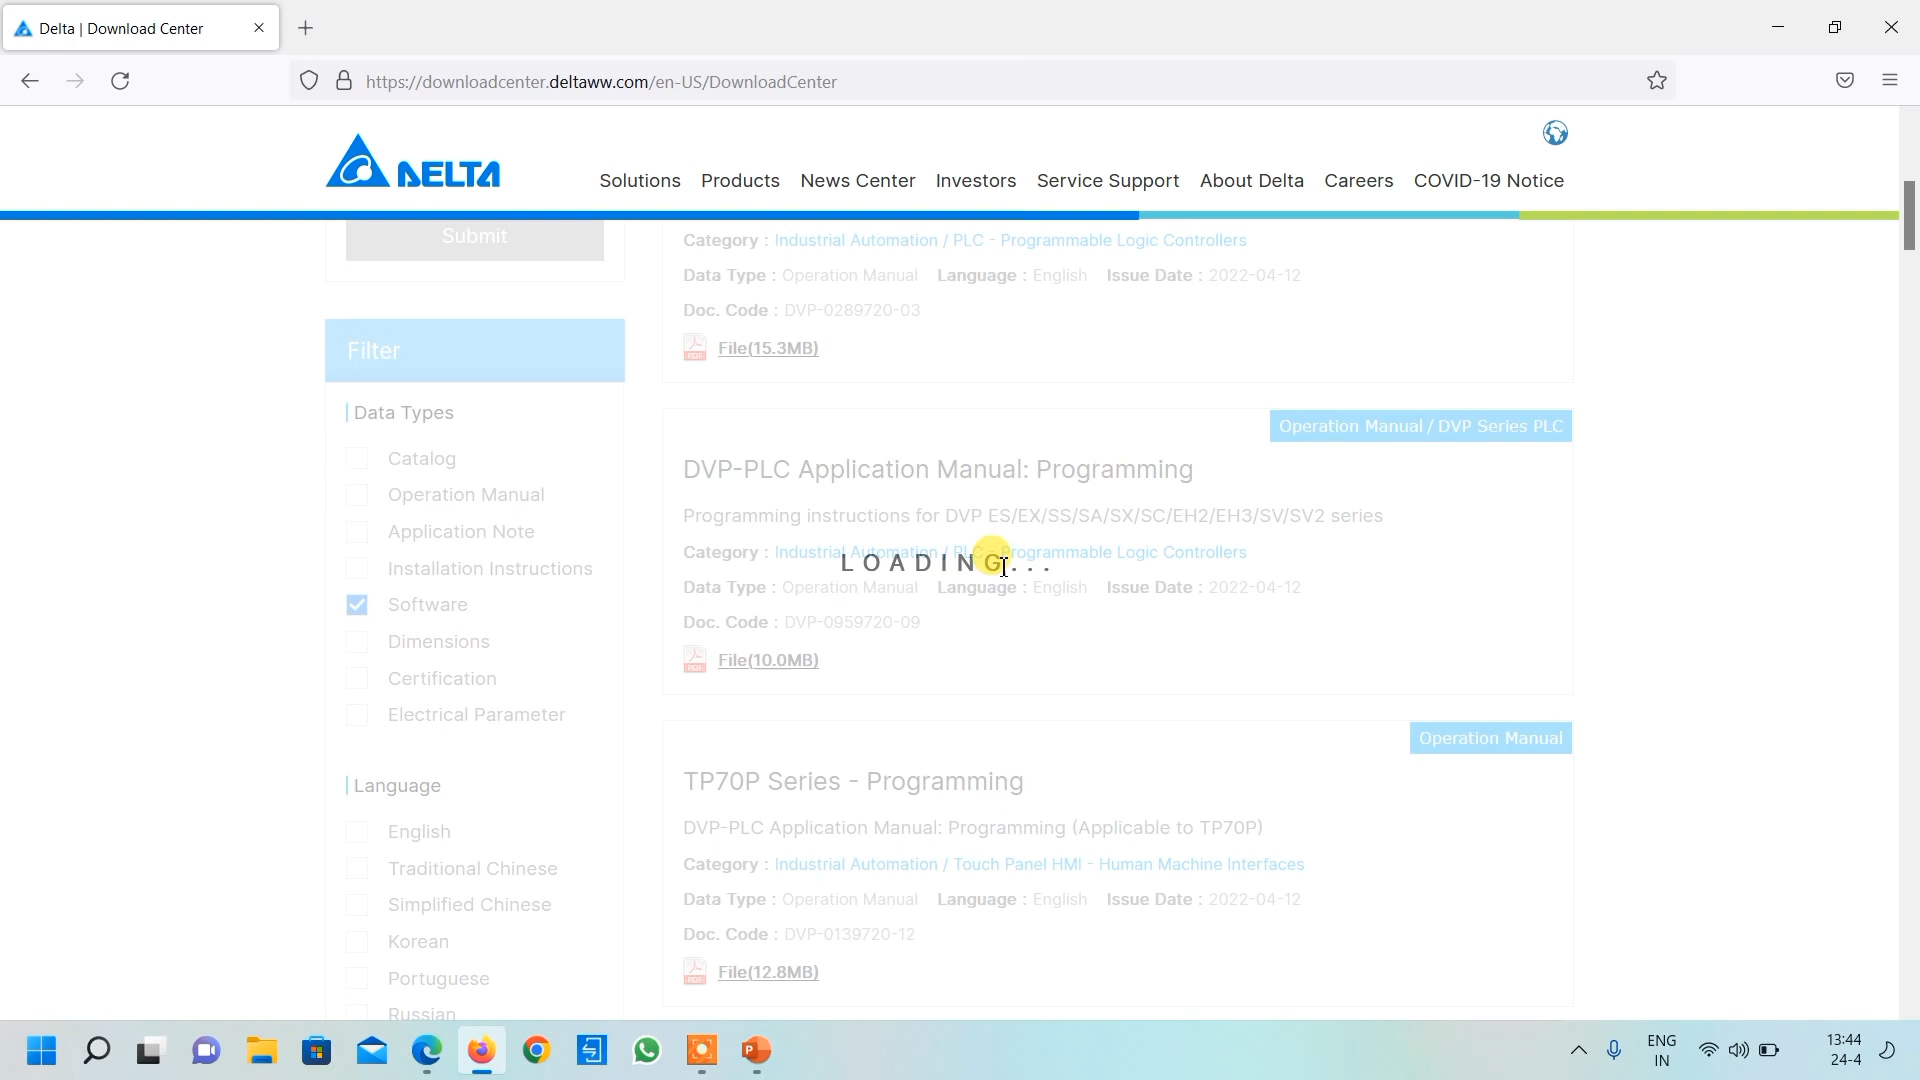 Delta | Download Center
https://downloadcenter.deltaww.com/en-US/DownloadCenter
DELTA
Solutions Products News Center Investors Service Support About Delta Careers COVID-19 Notice
Submit
Filter
Data Types
Catalog
Operation Manual
Application Note
Installation Instructions
Software
Dimensions
Certification
Electrical Parameter
Language
English
Traditional Chinese
Simplified Chinese
Korean
Portuguese
Russian
Category : Industrial Automation / PLC - Programmable Logic Controllers
Data Type : Operation Manual Language : English Issue Date : 2022-04-12
Doc. Code : DVP-0289720-03
PDF File(15.3MB)
Operation Manual / DVP Series PLC
DVP-PLC Application Manual: Programming
Programming instructions for DVP ES/EX/SS/SA/SX/SC/EH2/EH3/SV/SV2 series
Category : Industrial Automation / PLC - Programmable Logic Controllers
LOADING...
Data Type : Operation Manual Language : English Issue Date : 2022-04-12
Doc. Code : DVP-0959720-09
PDF File(10.0MB)
Operation Manual
TP70P Series - Programming
DVP-PLC Application Manual: Programming (Applicable to TP70P)
Category : Industrial Automation / Touch Panel HMI - Human Machine Interfaces
Data Type : Operation Manual Language : English Issue Date : 2022-04-12
Doc. Code : DVP-0139720-12
PDF File(12.8MB)
ENG
IN
13:44
24-4